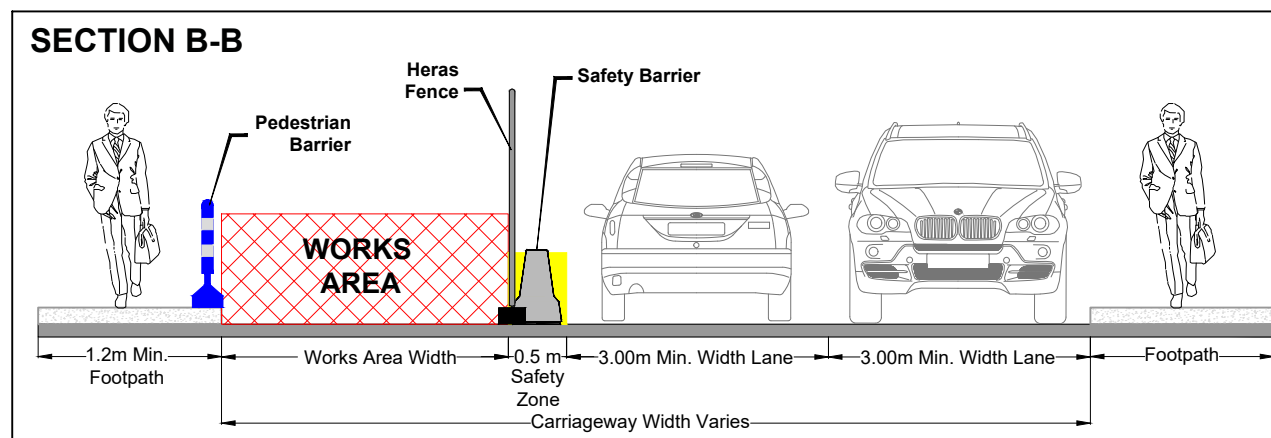 SECTION B-B
Heras
Fence
Safety Barrier
Pedestrian
Barrier
WORKS
AREA
1.2m Min.
Footpath
Works Area Width
0.5 m
Safety
Zone
3.00m Min. Width Lane
3.00m Min. Width Lane
Footpath
Carriageway Width Varies